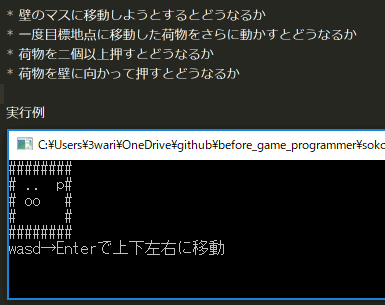 * 壁のマスに移動しようとするとどうなるか
* 一度目標地点に移動した荷物をさらに動かすとどうなるか
* 荷物を二個以上押すとどうなるか
* 荷物を壁に向かって押すとどうなるか
実行例
C:¥Users¥3wari¥OneDrive¥github¥before_game_programmer¥soko
########
# ..  p#
# oo   #
#      #
########
wasd→Enterで上下左右に移動